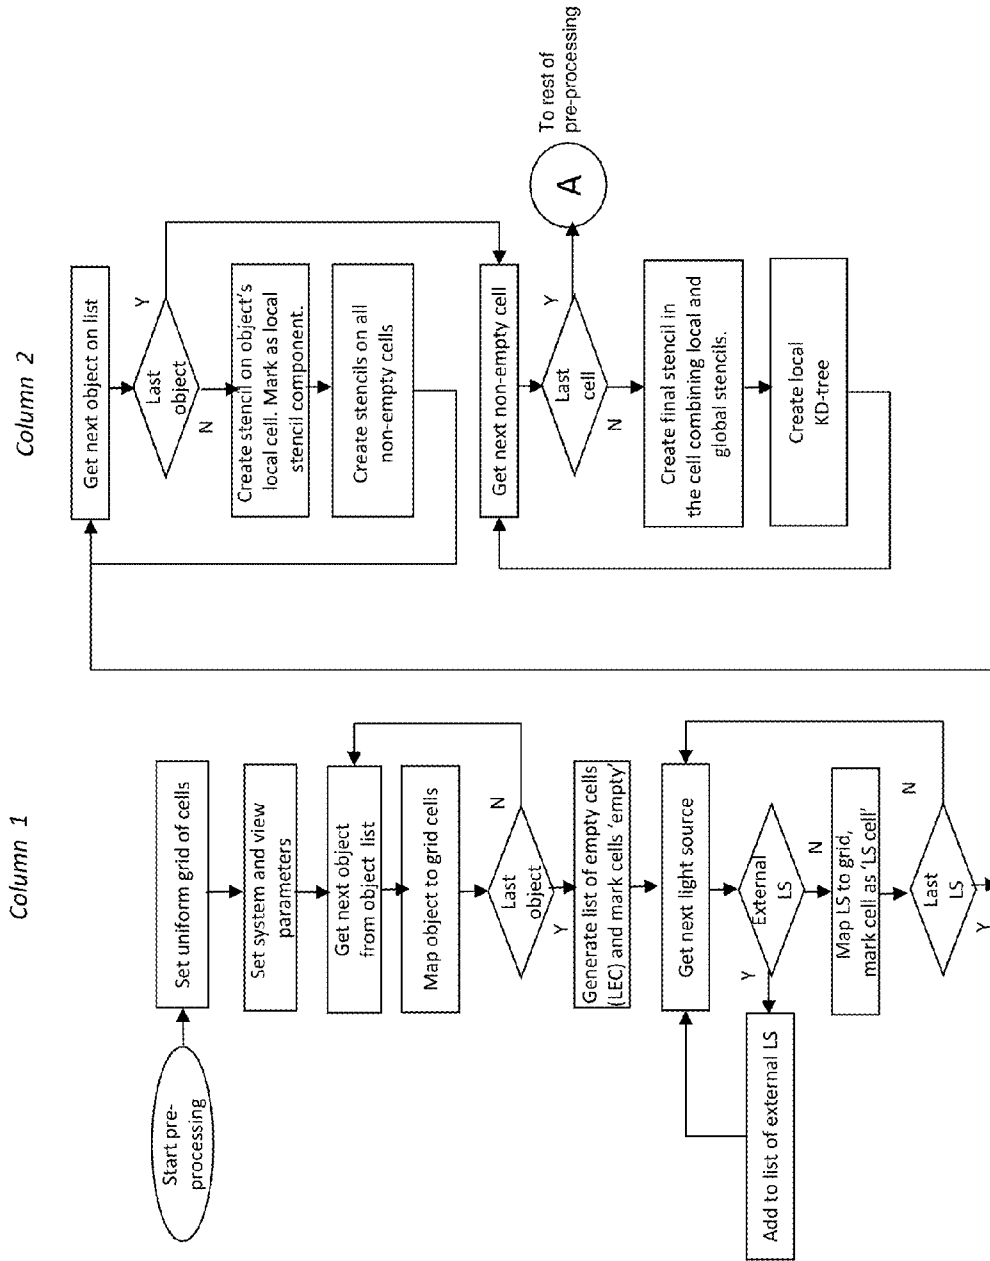 Column 1
Start pre-
processing
Set uniform grid of cells
Set system and view
parameters
Get next object
from object list
Map object to grid cells
Last
object
N
Y
Generate list of empty cells
(LEC) and mark cells 'empty'
Get next light source
External
LS
Y
N
Add to list of external LS
Map LS to grid,
mark cell as 'LS cell'
Last
LS
N
Y
Column 2
Get next object on list
Last
object
Y
N
Create stencil on object's
local cell. Mark as local
stencil component.
Create stencils on all
non-empty cells
Get next non-empty cell
Last
cell
Y
N
A
To rest of
pre-processing
Create final stencil in
the cell combining local and
global stencils.
Create local
KD-tree